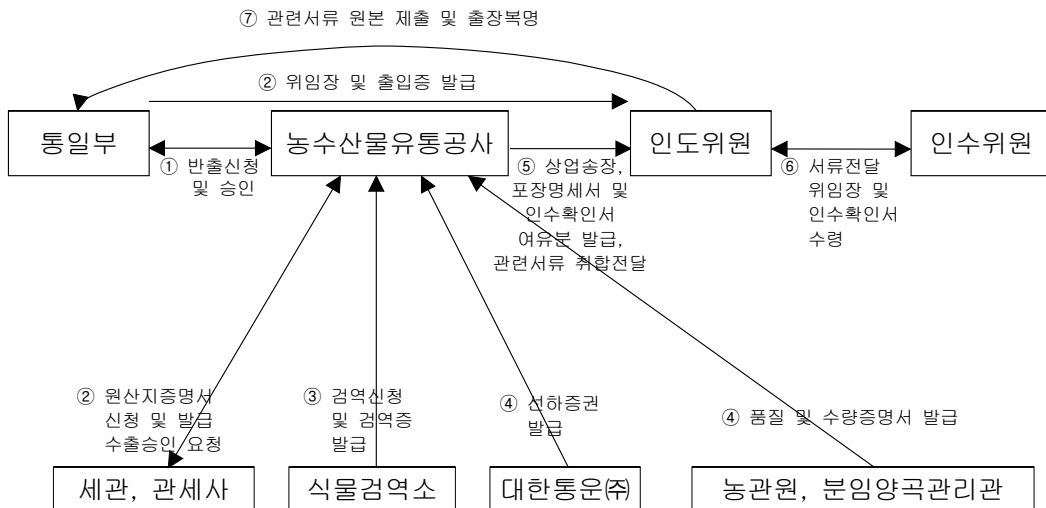 ⑦ 관련서류 원본 제출 및 출장복명
② 위임장 및 출입증 발급
통일부
농수산물유통공사
인도위원
인수위원
① 반출신청
및 승인
⑤ 상업송장,
포장명세서 및
인수확인서
여유분 발급,
관련서류 취합전달
⑥ 서류전달
위임장 및
인수확인서
수령
② 원산지증명서
신청 및 발급
수출승인 요청
③ 검역신청
및 검역증
발급
④ 선하증권
발급
④ 품질 및 수량증명서 발급
세관, 관세사
식물검역소
대한통운㈜
농관원, 분임양곡관리관